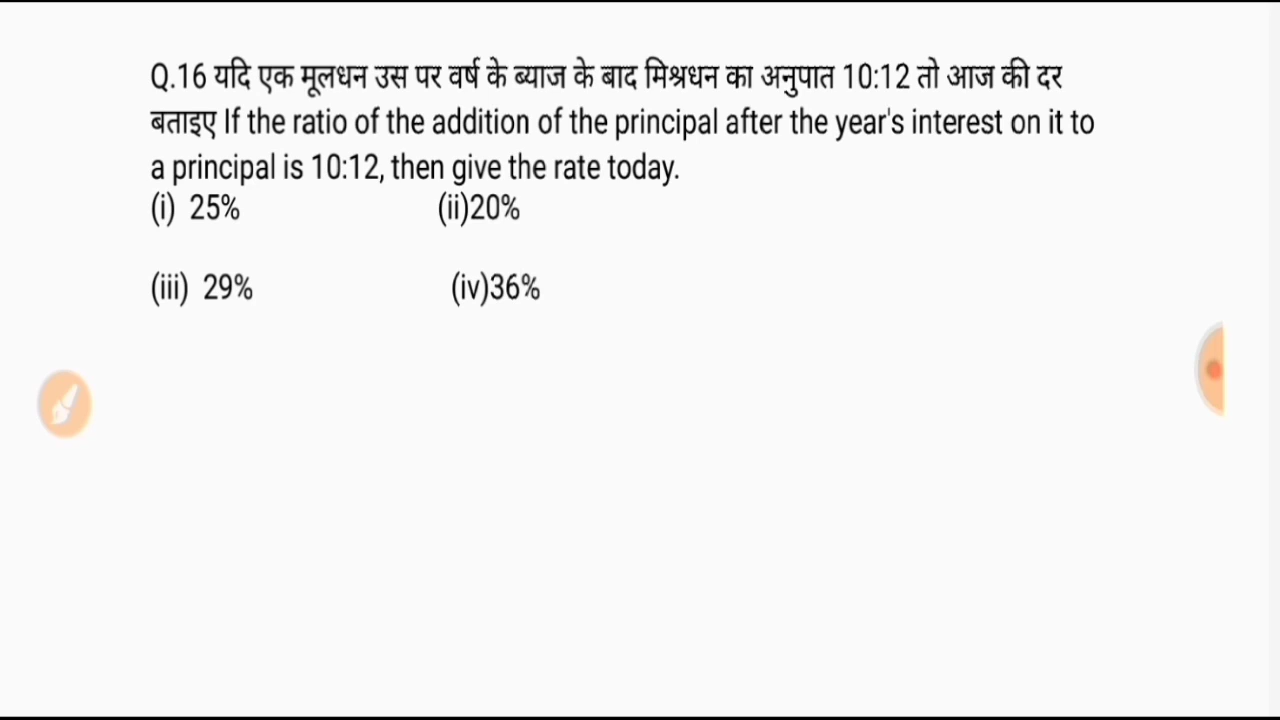 Q.16 यदि एक मूलधन उस पर वर्ष के ब्याज के बाद मिश्रधन का अनुपात 10:12 तो आज की दर
बताइए If the ratio of the addition of the principal after the year's interest on it to
a principal is 10:12, then give the rate today.
(i) 25% (ii)20%
(iii) 29% (iv)36%